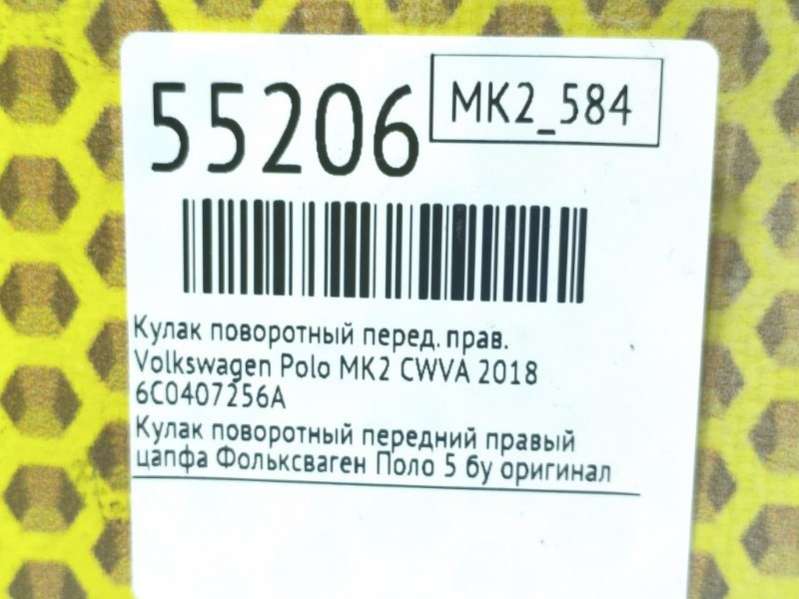 55206
MK2_584
Кулак поворотный перед. прав.
Volkswagen Polo MK2 CWVA 2018
6C0407256A
Кулак поворотный передний правый
цапфа Фольксваген Поло 5 бу оригинал